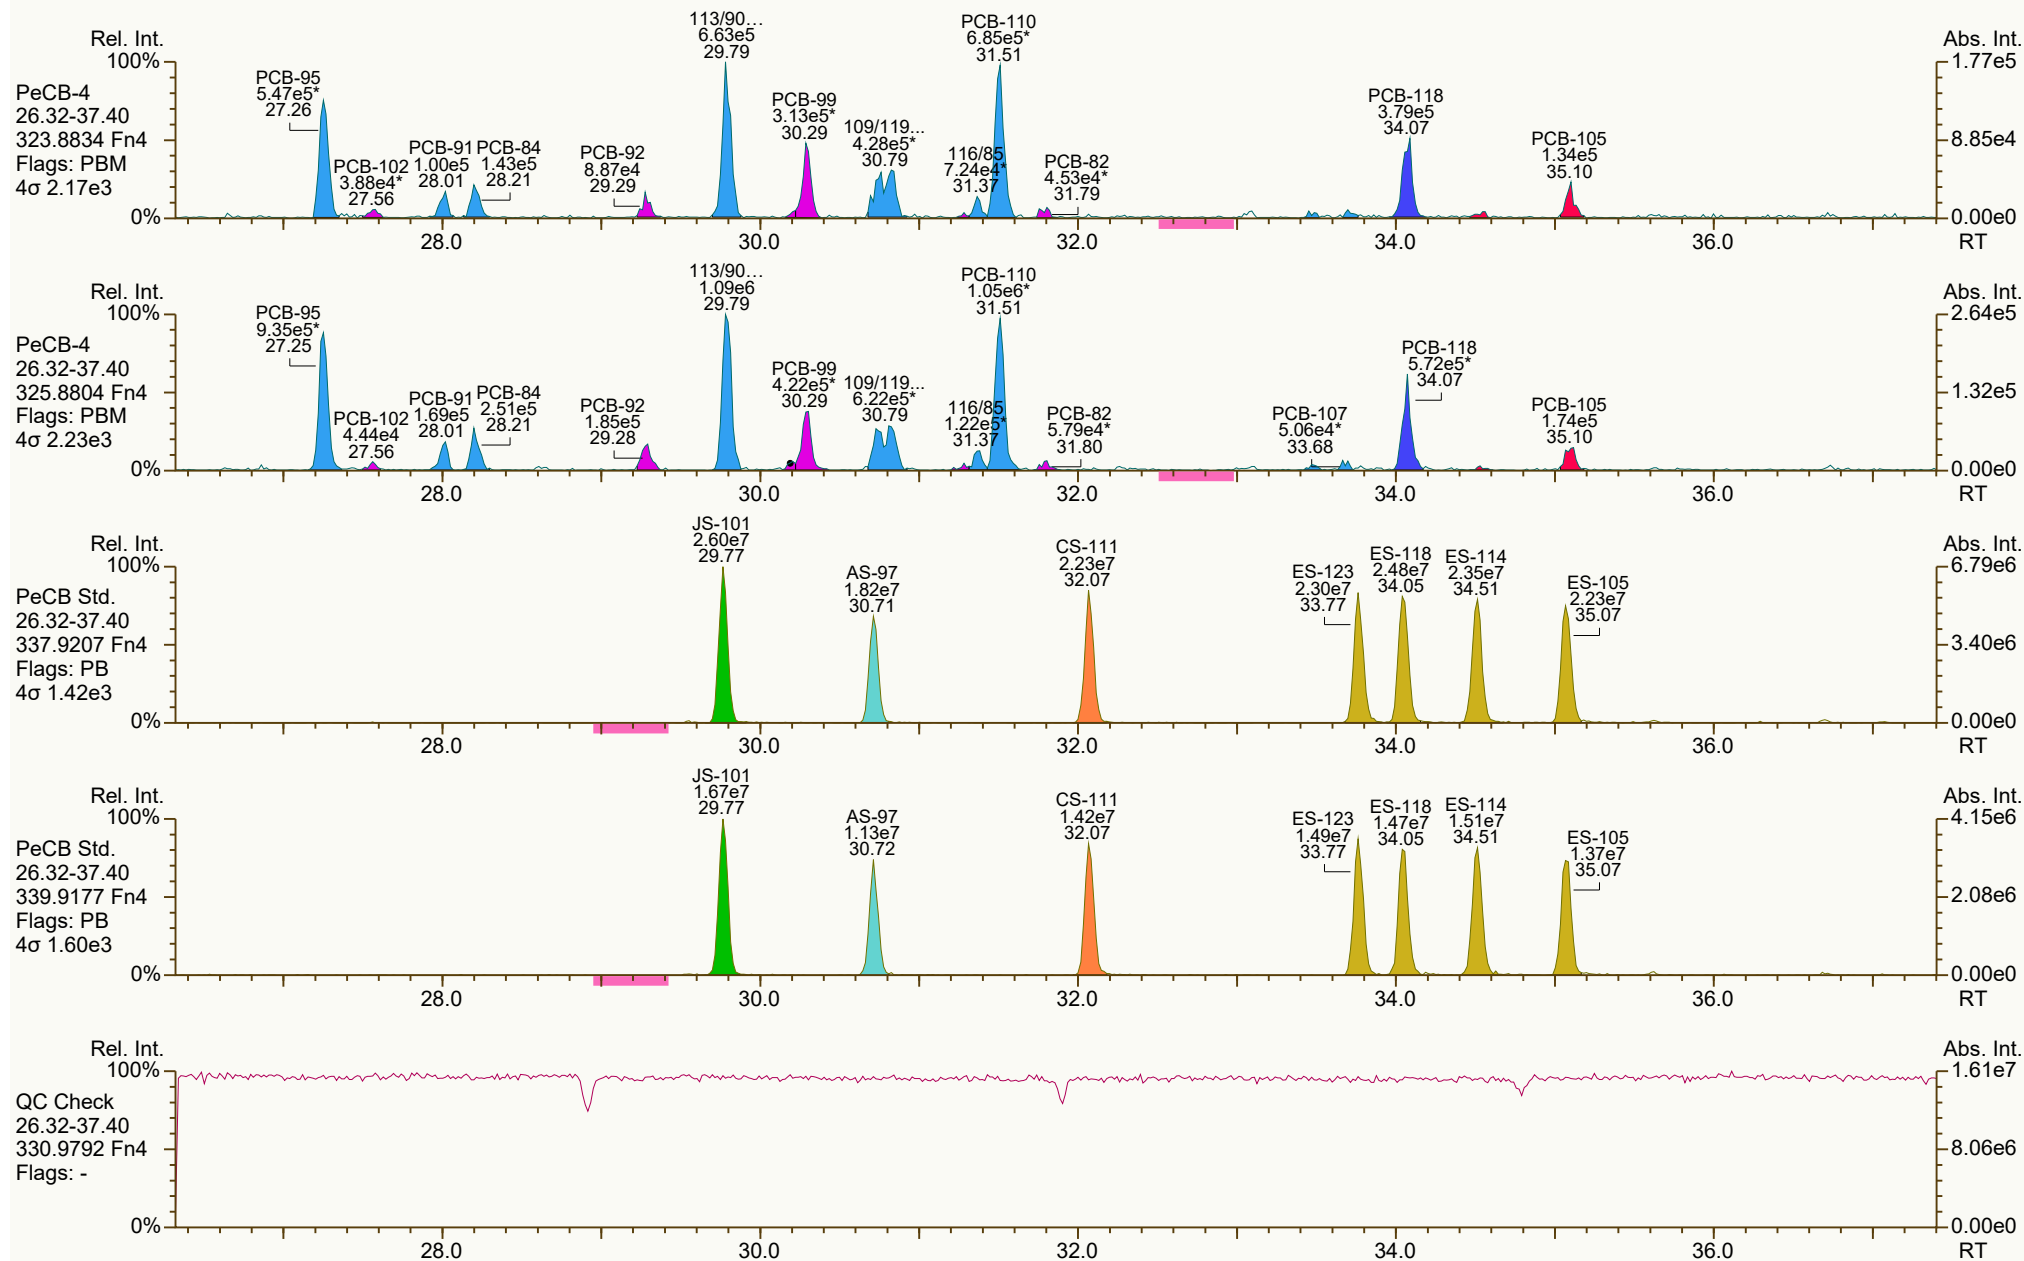 Rel. Int.
100%
0%
PeCB-4
26.32-37.40
323.8834 Fn4
Flags: PBM
4σ 2.17e3
PCB-95
5.47e5*
27.26
PCB-102
3.88e4*
27.56
PCB-91
1.00e5
28.01
PCB-84
1.43e5
28.21
PCB-92
8.87e4
29.29
113/90…
6.63e5
29.79
PCB-99
3.13e5*
30.29
109/119…
4.28e5*
30.79
116/85
7.24e4*
31.37
PCB-110
6.85e5*
31.51
PCB-82
4.53e4*
31.79
PCB-118
3.79e5
34.07
PCB-105
1.34e5
35.10
Abs. Int.
1.77e5
8.85e4
0.00e0
28.0 30.0 32.0 34.0 36.0 RT
Rel. Int.
100%
0%
PeCB-4
26.32-37.40
325.8804 Fn4
Flags: PBM
4σ 2.23e3
PCB-95
9.35e5*
27.25
PCB-102
4.44e4
27.56
PCB-91
1.69e5
28.01
PCB-84
2.51e5
28.21
PCB-92
1.85e5
29.28
113/90…
1.09e6
29.79
PCB-99
4.22e5*
30.29
109/119…
6.22e5*
30.79
116/85
1.22e5*
31.37
PCB-110
1.05e6*
31.51
PCB-82
5.79e4*
31.80
PCB-107
5.06e4*
33.68
PCB-118
5.72e5*
34.07
PCB-105
1.74e5
35.10
Abs. Int.
2.64e5
1.32e5
0.00e0
28.0 30.0 32.0 34.0 36.0 RT
Rel. Int.
100%
0%
PeCB Std.
26.32-37.40
337.9207 Fn4
Flags: PB
4σ 1.42e3
JS-101
2.60e7
29.77
AS-97
1.82e7
30.71
CS-111
2.23e7
32.07
ES-123
2.30e7
33.77
ES-118
2.48e7
34.05
ES-114
2.35e7
34.51
ES-105
2.23e7
35.07
Abs. Int.
6.79e6
3.40e6
0.00e0
28.0 30.0 32.0 34.0 36.0 RT
Rel. Int.
100%
0%
PeCB Std.
26.32-37.40
339.9177 Fn4
Flags: PB
4σ 1.60e3
JS-101
1.67e7
29.77
AS-97
1.13e7
30.72
CS-111
1.42e7
32.07
ES-123
1.49e7
33.77
ES-118
1.47e7
34.05
ES-114
1.51e7
34.51
ES-105
1.37e7
35.07
Abs. Int.
4.15e6
2.08e6
0.00e0
28.0 30.0 32.0 34.0 36.0 RT
Rel. Int.
100%
0%
QC Check
26.32-37.40
330.9792 Fn4
Flags: -
Abs. Int.
1.61e7
8.06e6
0.00e0
28.0 30.0 32.0 34.0 36.0 RT